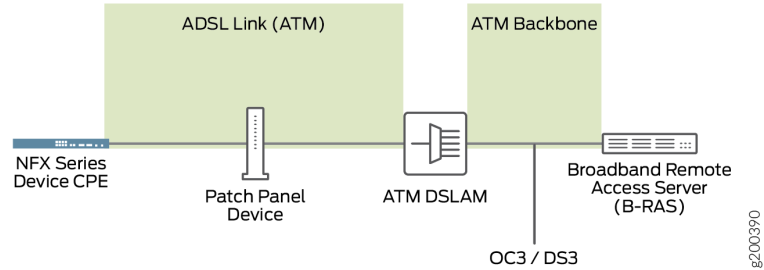 ADSL Link (ATM)
ATM Backbone
NFX Series
Device CPE
Patch Panel
Device
ATM DSLAM
Broadband Remote
Access Server
(B-RAS)
OC3 / DS3
g200390